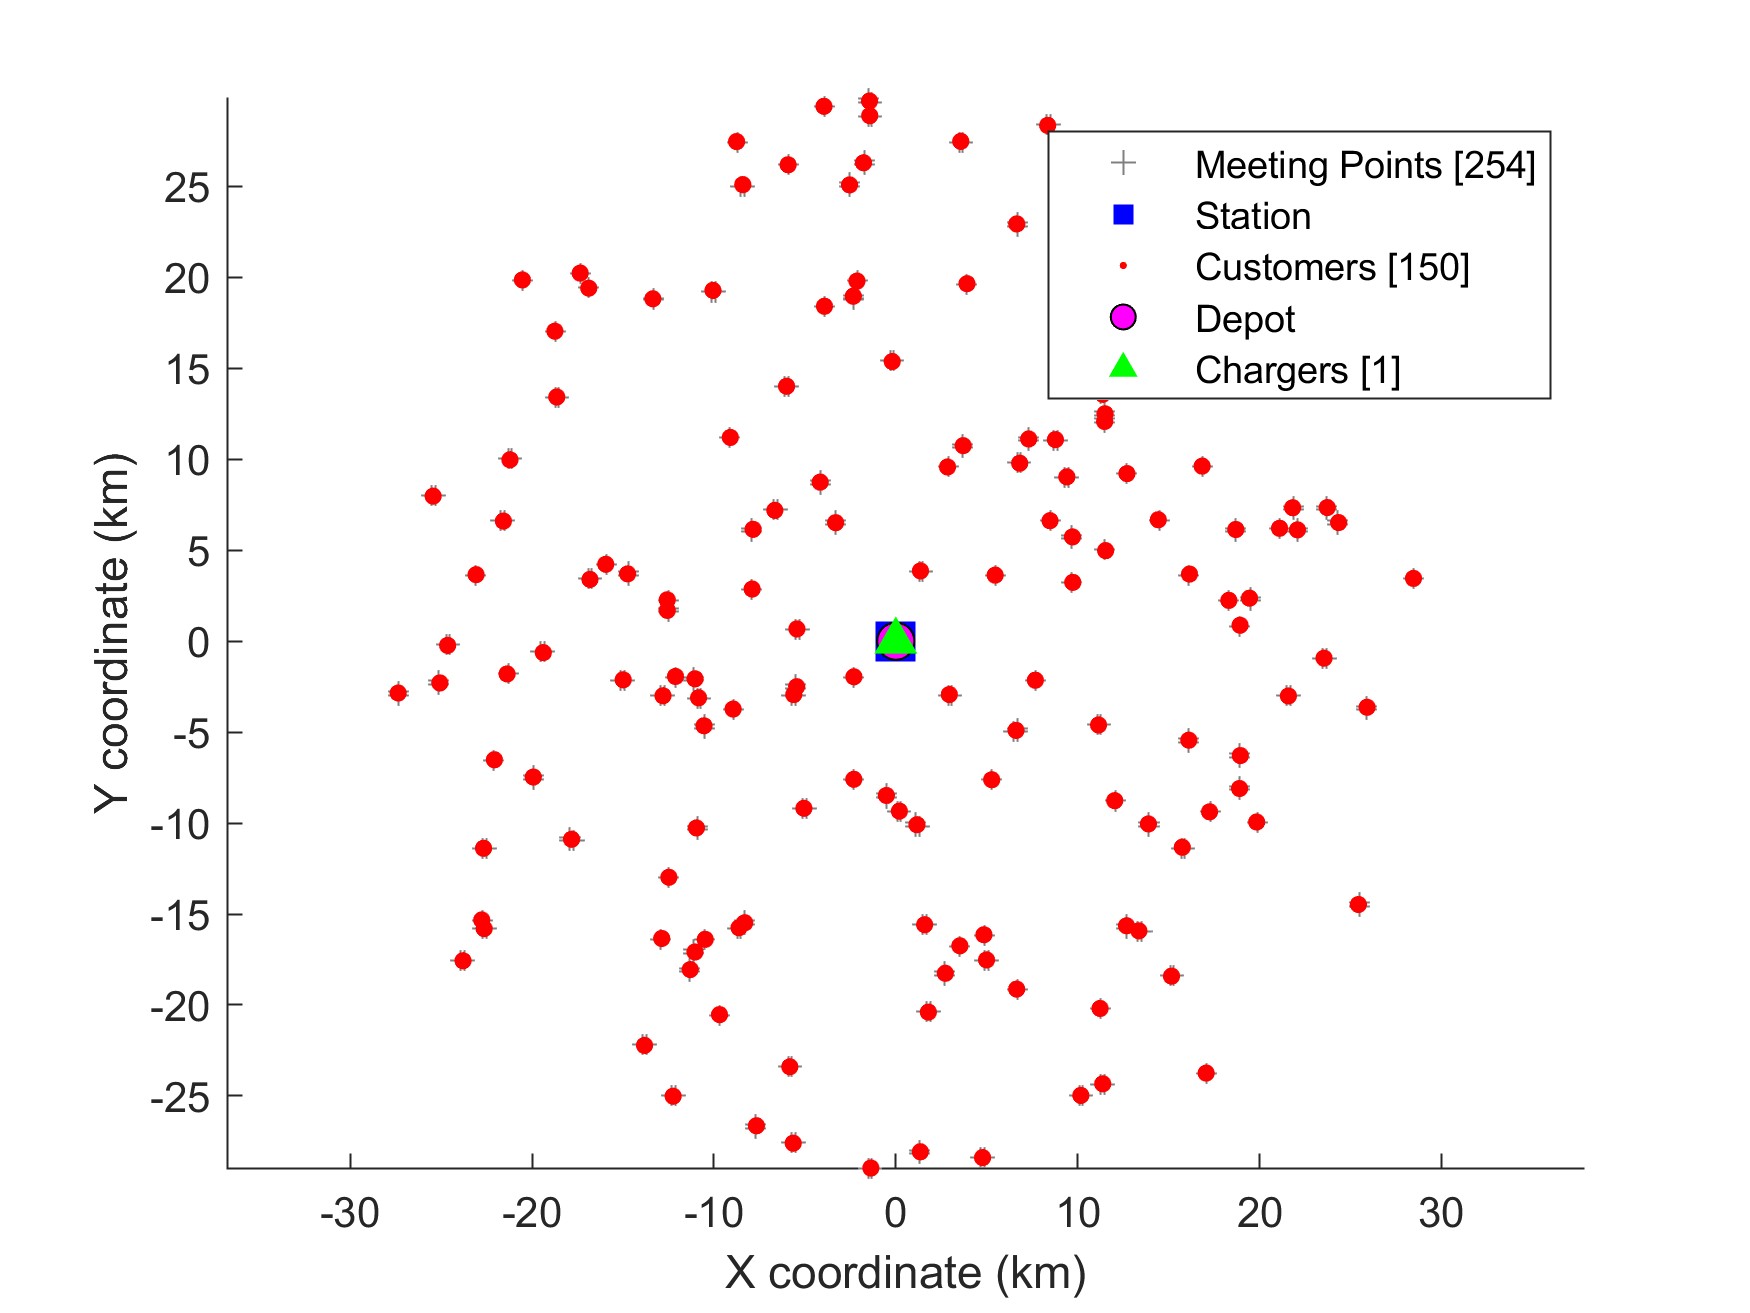 Meeting Points [254]
Station
Customers [150]
Depot
Chargers [1]
25
20
15
10
5
0
-5
-10
-15
-20
-25
Y coordinate (km)
-30 -20 -10 0 10 20 30
X coordinate (km)